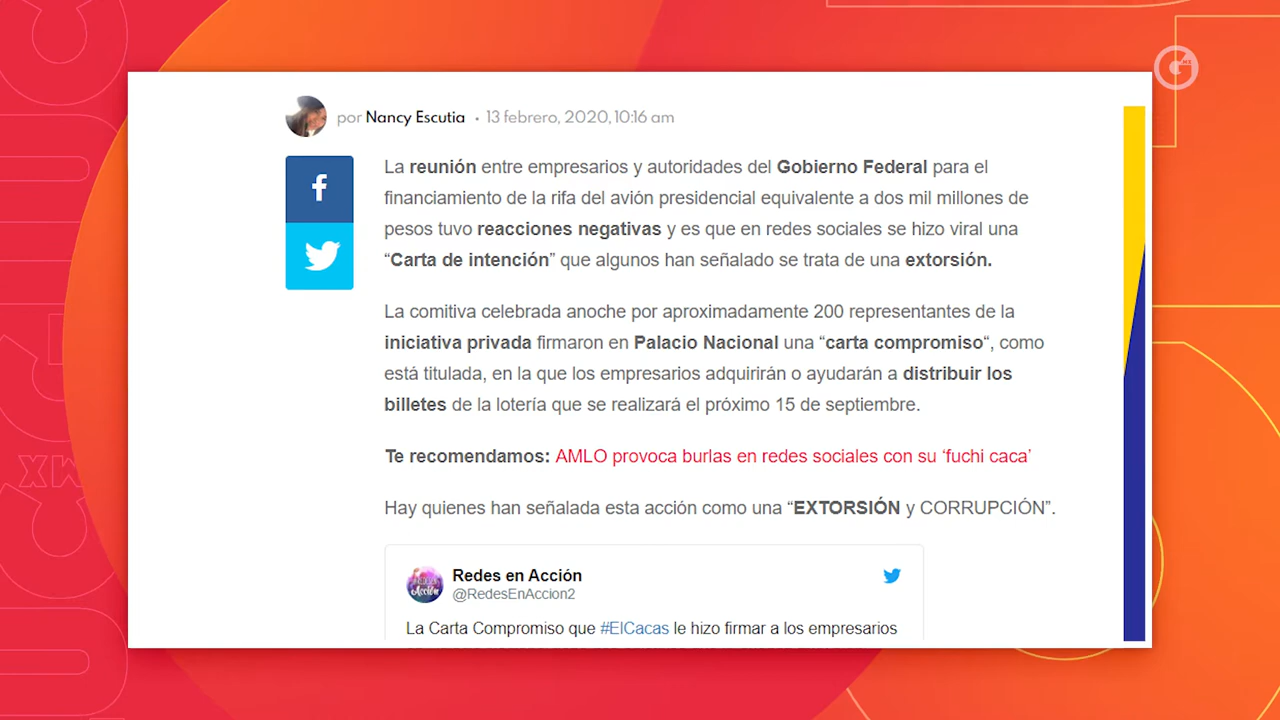 por Nancy Escutia · 13 febrero, 2020, 10:16 am
La reunión entre empresarios y autoridades del Gobierno Federal para el
financiamiento de la rifa del avión presidencial equivalente a dos mil millones de
pesos tuvo reacciones negativas y es que en redes sociales se hizo viral una
“Carta de intención” que algunos han señalado se trata de una extorsión.
La comitiva celebrada anoche por aproximadamente 200 representantes de la
iniciativa privada firmaron en Palacio Nacional una “carta compromiso“, como
está titulada, en la que los empresarios adquirirán o ayudarán a distribuir los
billetes de la lotería que se realizará el próximo 15 de septiembre.
Te recomendamos: AMLO provoca burlas en redes sociales con su ‘fuchi caca’
Hay quienes han señalada esta acción como una “EXTORSIÓN y CORRUPCIÓN”.
Redes en Acción
@RedesEnAccion2
La Carta Compromiso que #ElCacas le hizo firmar a los empresarios